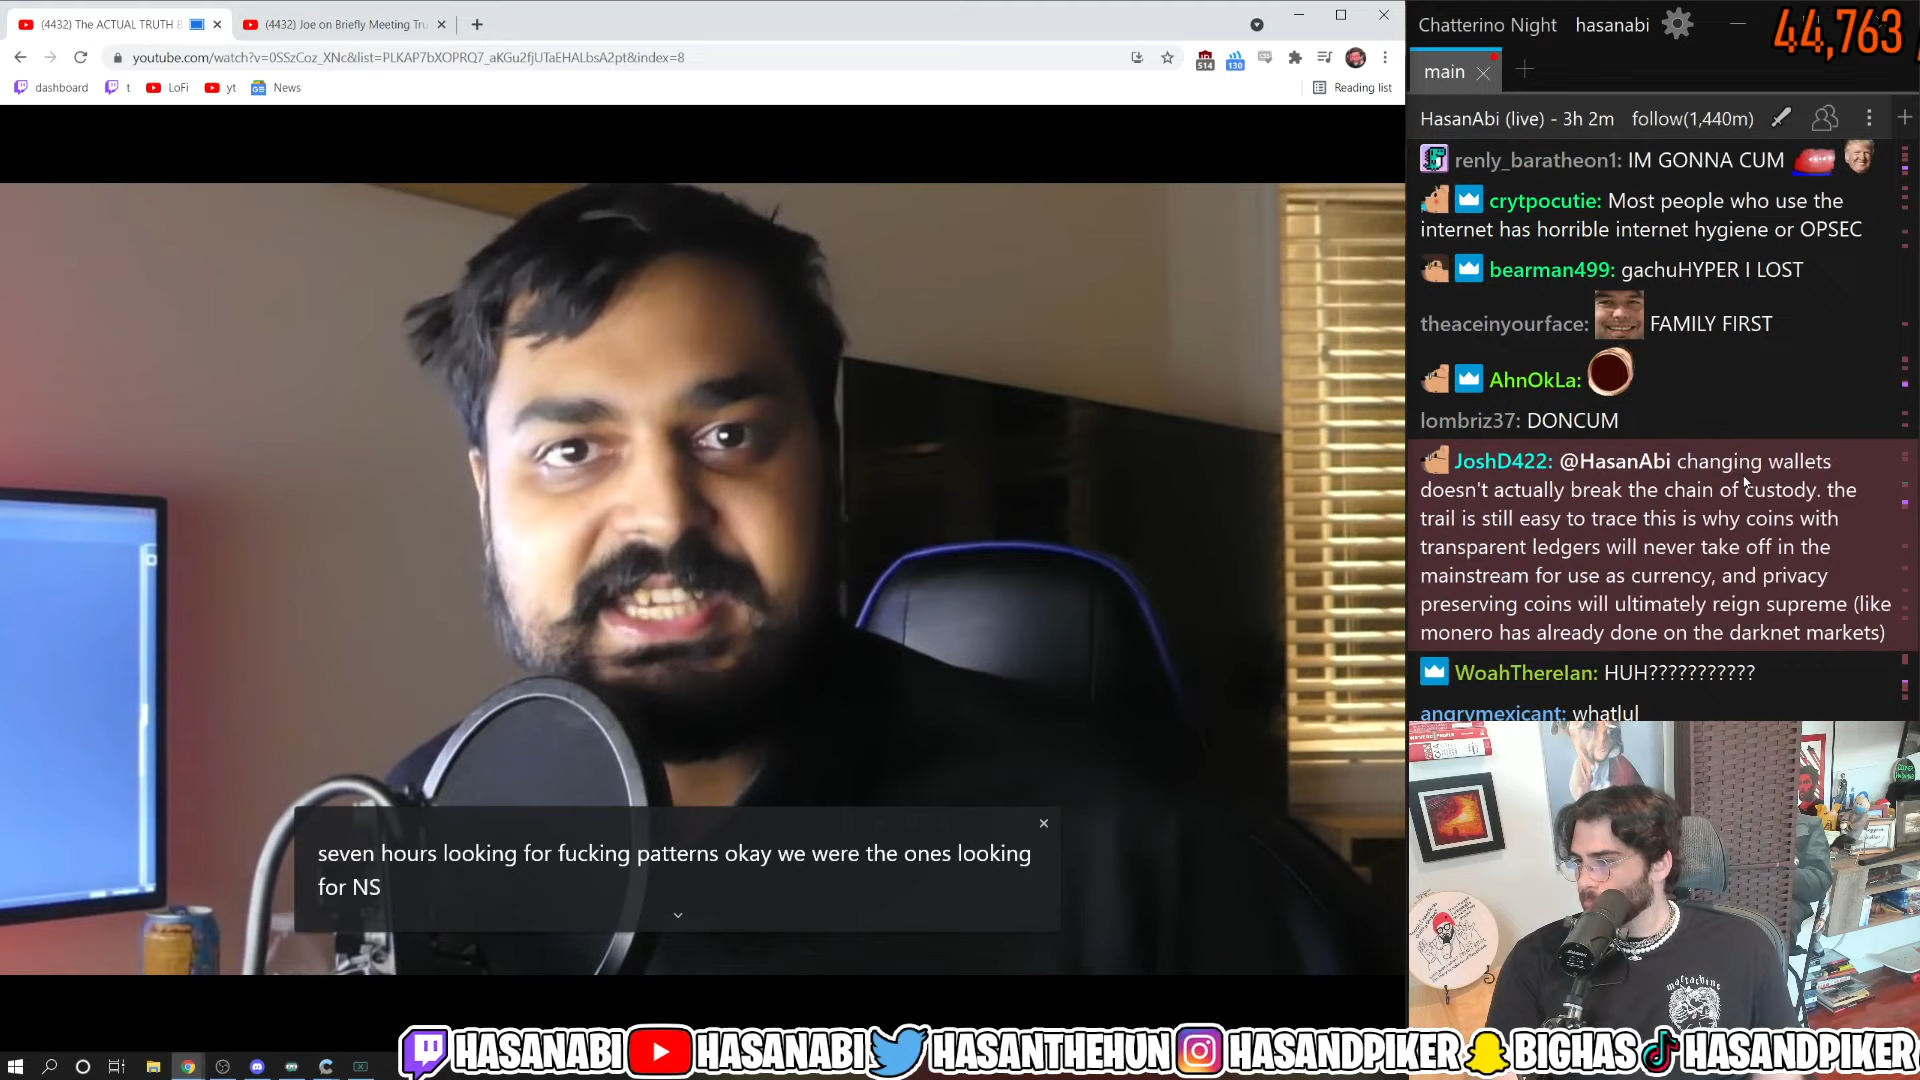 (4432) The ACTUAL TRUTH B
(4432) Joe on Briefly Meeting Tru
youtube.com/watch?v=0SSzCoz_XNc&list=PLKAP7bXOPRQ7_aKGu2fjUTaEHALbsA2pt&index=8
514
130
dashboard
t
LoFi
yt
News
Reading list
Chatterino Night
hasanabi
44,763
main
HasanAbi (live) - 3h 2m
follow(1,440m)
renly_baratheon1: IM GONNA CUM
crytpocutie: Most people who use the
internet has horrible internet hygiene or OPSEC
bearman499: gachuHYPER I LOST
theaceinyourface: FAMILY FIRST
AhnOkLa:
lombriz37: DONCUM
JoshD422: @HasanAbi changing wallets
doesn't actually break the chain of custody. the
trail is still easy to trace this is why coins with
transparent ledgers will never take off in the
mainstream for use as currency, and privacy
preserving coins will ultimately reign supreme (like
monero has already done on the darknet markets)
WoahThereIan: HUH???????????
angrymexicant: whatlul
seven hours looking for fucking patterns okay we were the ones looking
for NS
HASANABI
HASANABI
HASANTHEHUN
HASANDPIKER
BIGHAS
HASANDPIKER